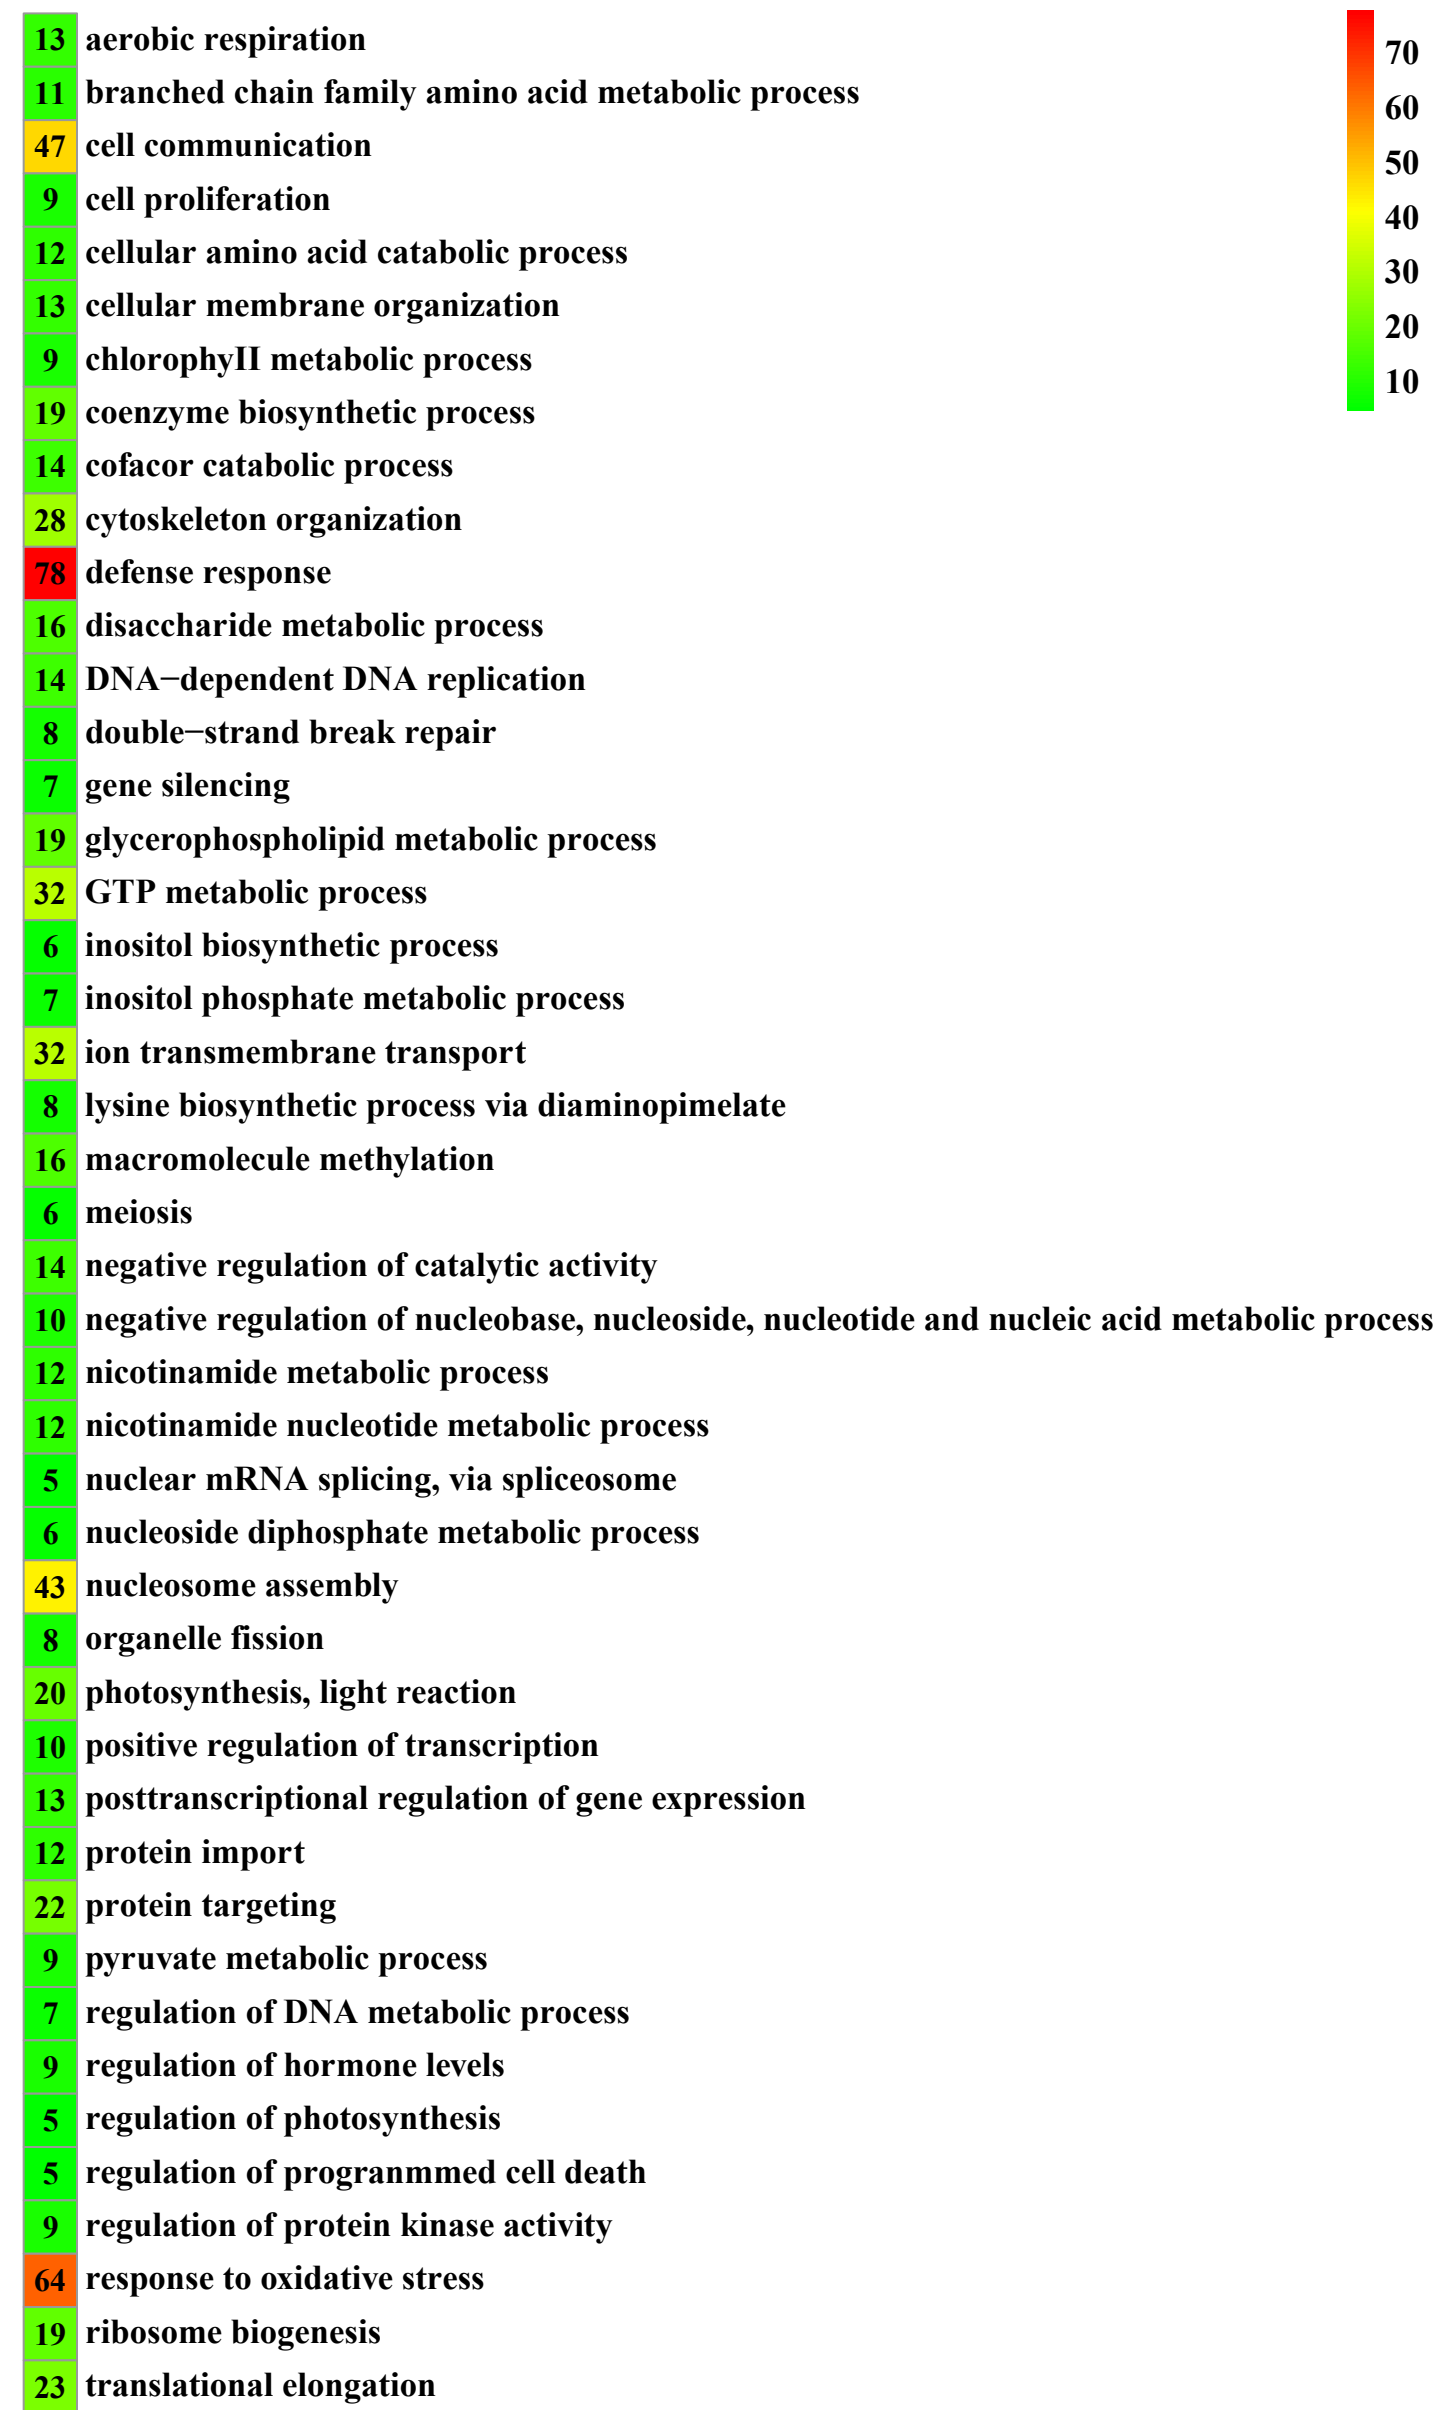 13 aerobic respiration
11 branched chain family amino acid metabolic process
47 cell communication
9 cell proliferation
12 cellular amino acid catabolic process
13 cellular membrane organization
9 chlorophyII metabolic process
19 coenzyme biosynthetic process
14 cofacor catabolic process
28 cytoskeleton organization
78 defense response
16 disaccharide metabolic process
14 DNA−dependent DNA replication
8 double−strand break repair
7 gene silencing
19 glycerophospholipid metabolic process
32 GTP metabolic process
6 inositol biosynthetic process
7 inositol phosphate metabolic process
32 ion transmembrane transport
8 lysine biosynthetic process via diaminopimelate
16 macromolecule methylation
6 meiosis
14 negative regulation of catalytic activity
10 negative regulation of nucleobase, nucleoside, nucleotide and nucleic acid metabolic process
12 nicotinamide metabolic process
12 nicotinamide nucleotide metabolic process
5 nuclear mRNA splicing, via spliceosome
6 nucleoside diphosphate metabolic process
43 nucleosome assembly
8 organelle fission
20 photosynthesis, light reaction
10 positive regulation of transcription
13 posttranscriptional regulation of gene expression
12 protein import
22 protein targeting
9 pyruvate metabolic process
7 regulation of DNA metabolic process
9 regulation of hormone levels
5 regulation of photosynthesis
5 regulation of progranmmed cell death
9 regulation of protein kinase activity
64 response to oxidative stress
19 ribosome biogenesis
23 translational elongation
70
60
50
40
30
20
10